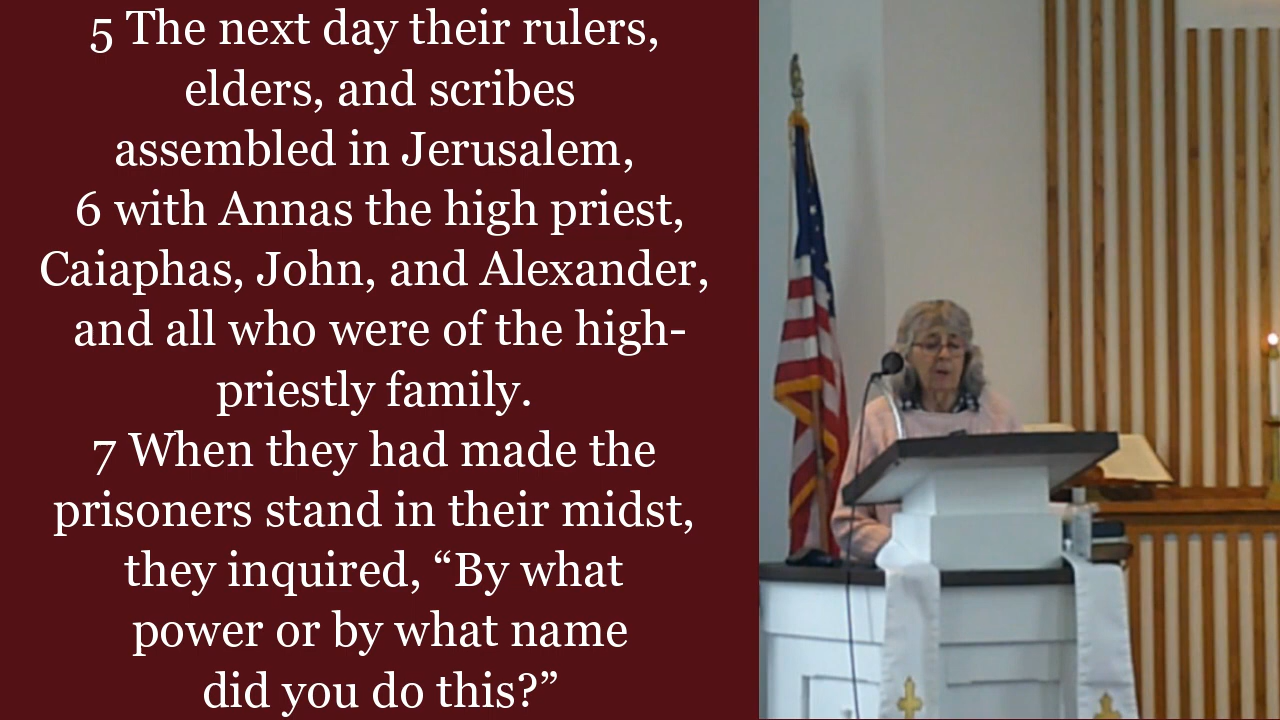 5 The next day their rulers,
elders, and scribes
assembled in Jerusalem,
6 with Annas the high priest,
Caiaphas, John, and Alexander,
and all who were of the high-
priestly family.
7 When they had made the
prisoners stand in their midst,
they inquired, “By what
power or by what name
did you do this?”